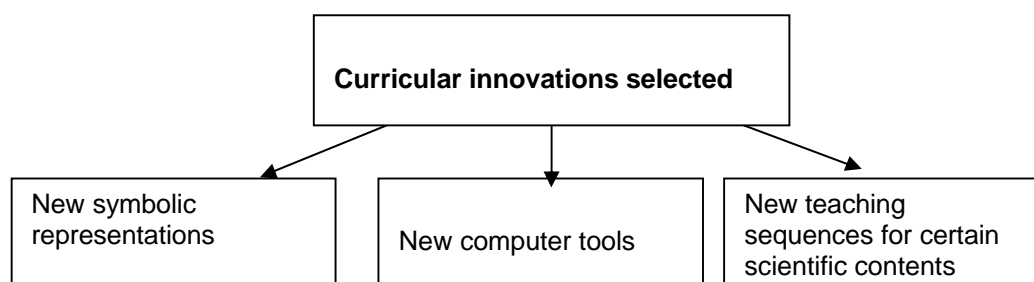 Curricular innovations selected
New symbolic
representations
New computer tools
New teaching
sequences for certain
scientific contents